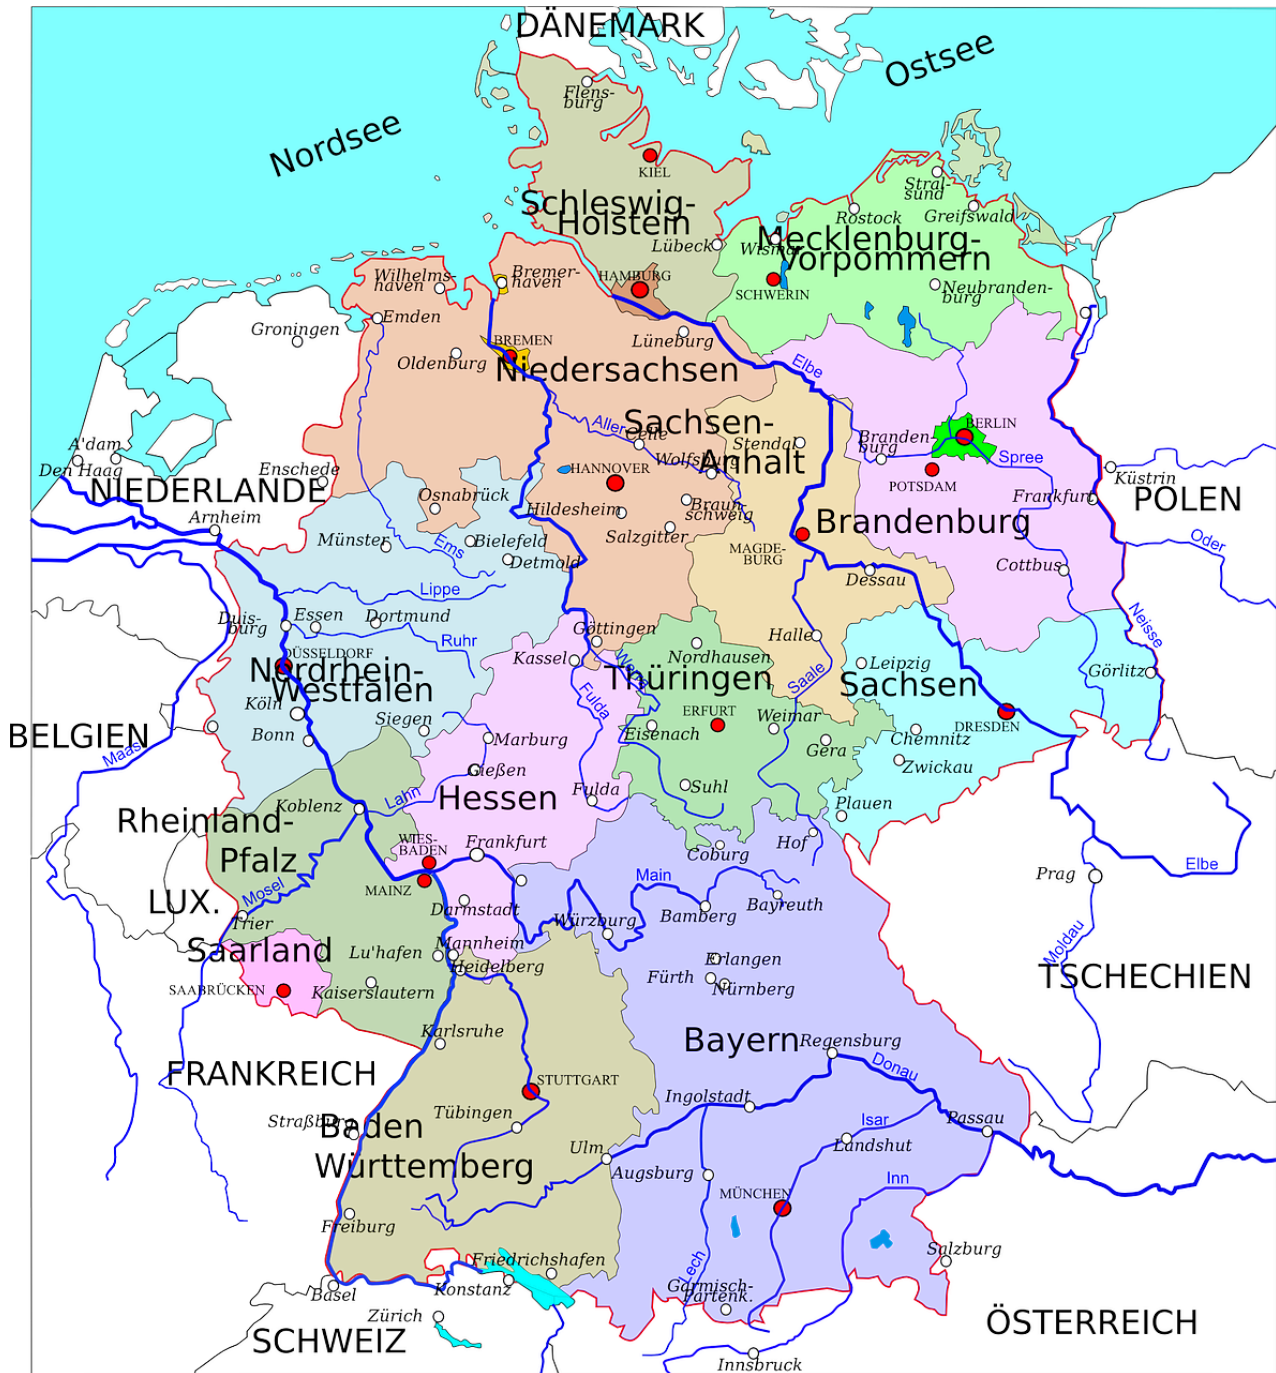 DÄNEMARK
Ostsee
Nordsee
Flens-
burg
KIEL
Schleswig-
Holstein
Stral-
sund
Rostock
Greifswald
Lübeck
Wismar
Mecklenburg-
Vorpommern
Wilhelms-
haven
Bremer-
haven
HAMBURG
SCHWERIN
Neubranden-
burg
Emden
Groningen
Lüneburg
BREMEN
Oldenburg
Niedersachsen
Elbe
Sachsen-
Anhalt
Aller
Celle
Stendal
BERLIN
Branden-
burg
Spree
A'dam
Den Haag
Wolfsburg
HANNOVER
Enschede
NIEDERLANDE
POTSDAM
Küstrin
POLEN
Frankfurt
Osnabrück
Hildesheim
Braun-
schweig
Arnheim
Salzgitter
Brandenburg
Münster
Bielefeld
Ems
Detmold
MAGDE-
BURG
Oder
Cottbus
Dessau
Lippe
Duis-
burg
Essen
Dortmund
Ruhr
Göttingen
Halle
Neisse
DÜSSELDORF
Nordrhein-
Westfalen
Kassel
Werra
Nordhausen
Leipzig
Görlitz
Thüringen
Saale
Sachsen
Köln
Fulda
ERFURT
Weimar
DRESDEN
Siegen
Bonn
Eisenach
Chemnitz
BELGIEN
Maas
Marburg
Gera
Gießen
Zwickau
Lahn
Hessen
Fulda
Suhl
Koblenz
Plauen
Rheinland-
Pfalz
WIES-
BADEN
Frankfurt
Hof
Coburg
Elbe
Prag
MAINZ
Mosel
Main
LUX.
Darmstadt
Bayreuth
Trier
Würzburg
Bamberg
Moldau
Saarland
Mannheim
Lu'hafen
Heidelberg
Erlangen
Fürth
Nürnberg
TSCHECHIEN
SAABRÜCKEN
Kaiserslautern
Karlsruhe
Bayern
Regensburg
FRANKREICH
STUTTGART
Donau
Ingolstadt
Straßburg
Baden
Württemberg
Tübingen
Isar
Passau
Ulm
Landshut
Augsburg
MÜNCHEN
Inn
Freiburg
Salzburg
Friedrichshafen
Lech
Basel
Konstanz
Garmisch-
Partenk.
Zürich
SCHWEIZ
ÖSTERREICH
Innsbruck